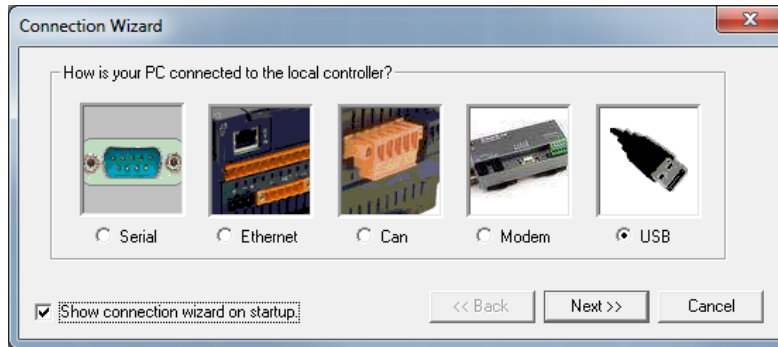 Connection Wizard
How is your PC connected to the local controller?
Serial
Ethernet
Can
Modem
USB
Show connection wizard on startup.
<< Back
Next >>
Cancel